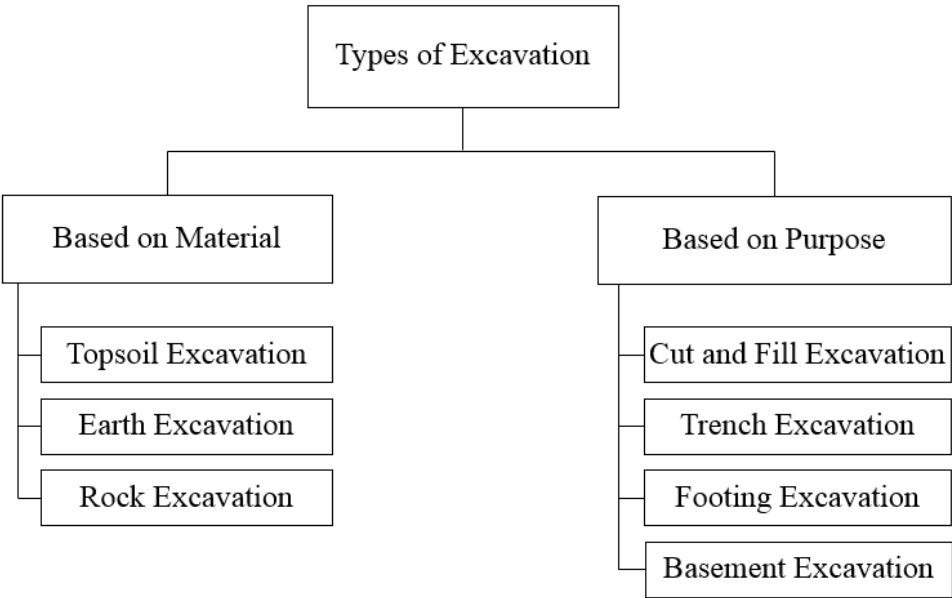 Types of Excavation
Based on Material
Topsoil Excavation
Earth Excavation
Rock Excavation
Based on Purpose
Cut and Fill Excavation
Trench Excavation
Footing Excavation
Basement Excavation